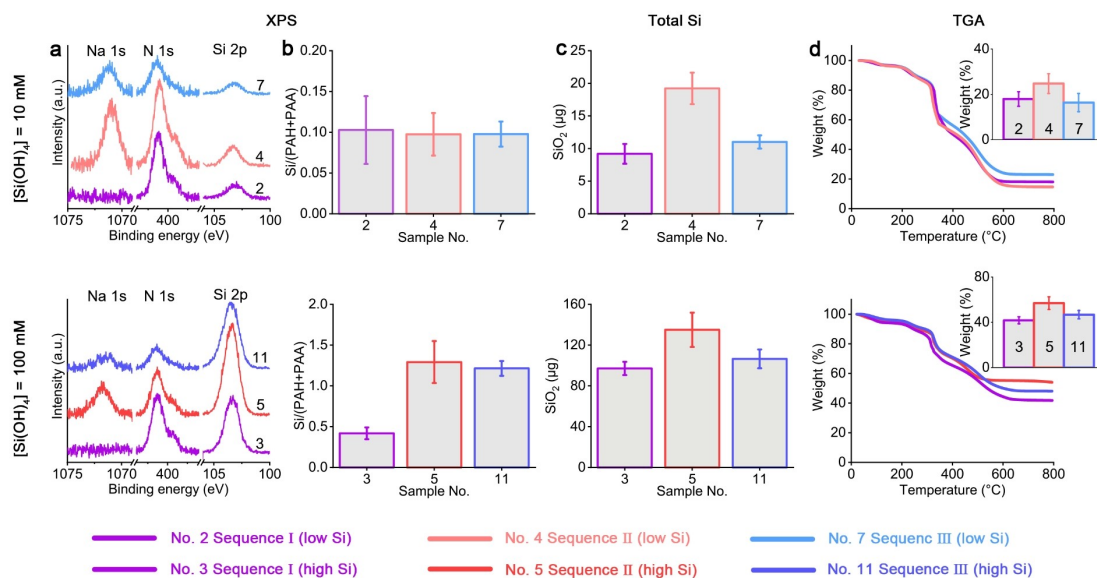 XPS
Total Si
TGA
[Si(OH)₄] = 10 mM
a
Na 1s
N 1s
Si 2p
Intensity (a.u.)
7
4
2
1075
1070
400
105
100
Binding energy (eV)
b
Si/(PAH+PAA)
0.20
0.15
0.10
0.05
0.00
2
4
7
Sample No.
c
SiO₂ (µg)
25
20
15
10
5
0
2
4
7
Sample No.
d
Weight (%)
100
80
60
40
20
0
0
200
400
600
800
Temperature (°C)
Weight (%)
40
20
0
2
4
7
[Si(OH)₄] = 100 mM
Na 1s
N 1s
Si 2p
Intensity (a.u.)
11
5
3
1075
1070
400
105
100
Binding energy (eV)
Si/(PAH+PAA)
2.0
1.5
1.0
0.5
0.0
3
5
11
Sample No.
SiO₂ (µg)
160
120
80
40
0
3
5
11
Sample No.
Weight (%)
100
80
60
40
20
0
0
200
400
600
800
Temperature (°C)
Weight (%)
80
40
0
3
5
11
No. 2 Sequence I (low Si)
No. 4 Sequence II (low Si)
No. 7 Sequenc III (low Si)
No. 3 Sequence I (high Si)
No. 5 Sequence II (high Si)
No. 11 Sequence III (high Si)